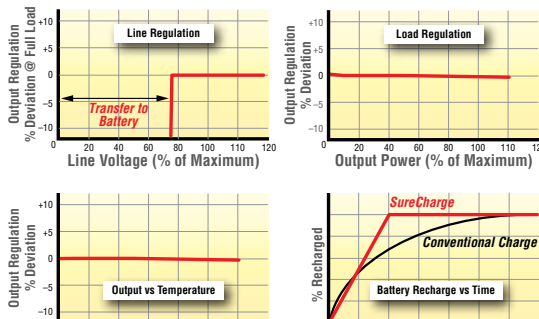 Output Regulation
% Deviation @ Full Load
+10
+5
0
–5
–10
Line Regulation
Transfer to
Battery
0 20 40 60 80 100 120
Line Voltage (% of Maximum)
Output Regulation
% Deviation
+10
+5
0
–5
–10
Load Regulation
0 20 40 60 80 100 120
Output Power (% of Maximum)
Output Regulation
% Deviation
+10
+5
0
–5
–10
Output vs Temperature
% Recharged
SureCharge
Conventional Charge
Battery Recharge vs Time